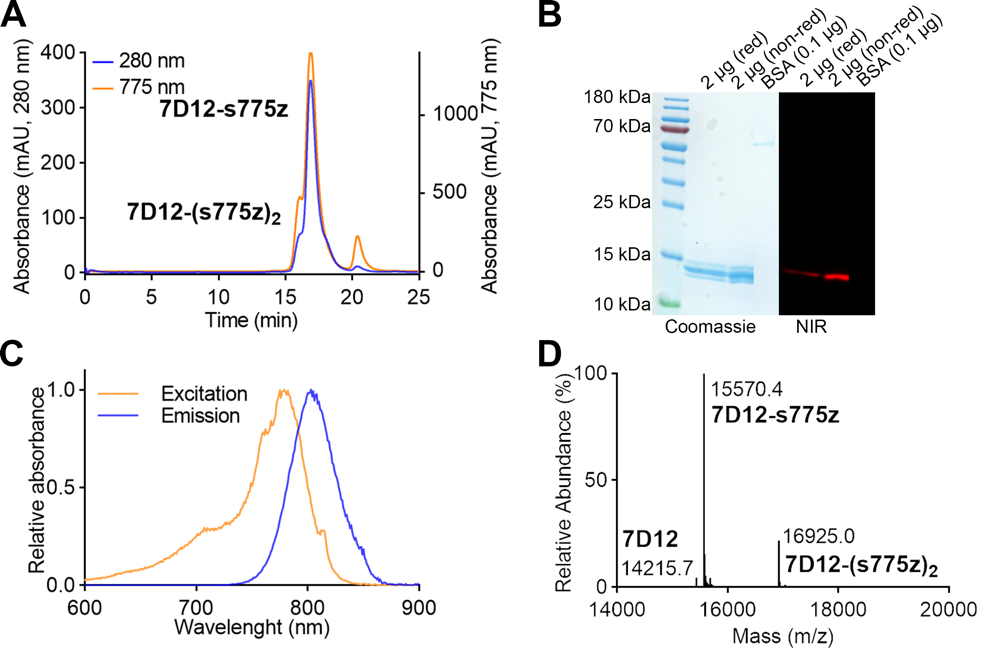 A
Absorbance (mAU, 280 nm)
400
300
200
100
0
280 nm
775 nm
7D12-s775z
7D12-(s775z)2
1000
500
0
Absorbance (mAU, 775 nm)
0 5 10 15 20 25
Time (min)
B
2 µg (red)
2 µg (non-red)
BSA (0.1 µg)
2 µg (red)
2 µg (non-red)
BSA (0.1 µg)
180 kDa
70 kDa
25 kDa
15 kDa
10 kDa
Coomassie NIR
C
Relative absorbance
1.0
0.5
0.0
Excitation
Emission
600 700 800 900
Wavelenght (nm)
D
Relative Abundance (%)
100
50
0
15570.4
7D12-s775z
7D12
14215.7
16925.0
7D12-(s775z)2
14000 16000 18000 20000
Mass (m/z)